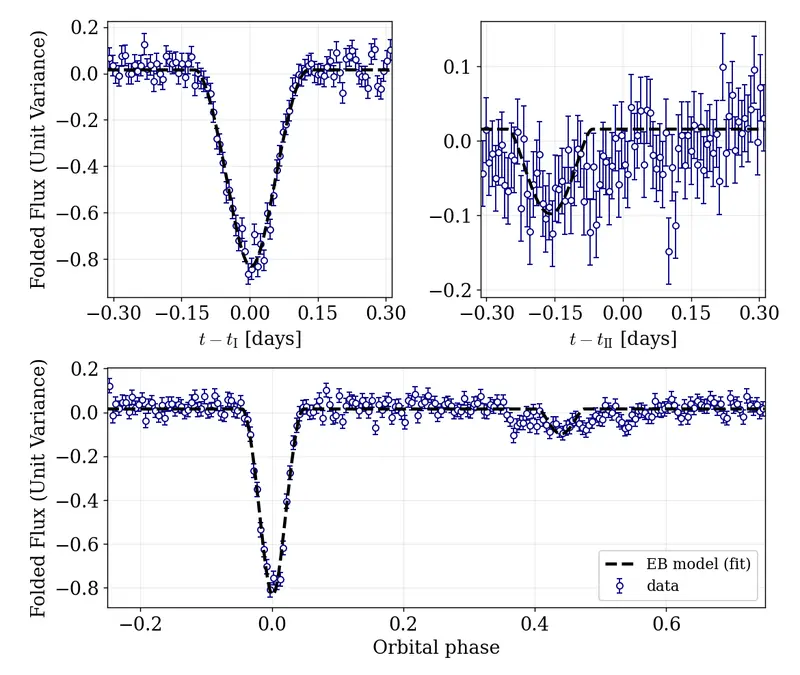 Folded Flux (Unit Variance)
0.2
0.0
−0.2
−0.4
−0.6
−0.8
−0.30 −0.15 0.00 0.15 0.30
t − tI [days]
0.1
0.0
−0.1
−0.2
−0.30 −0.15 0.00 0.15 0.30
t − tII [days]
Folded Flux (Unit Variance)
0.2
0.0
−0.2
−0.4
−0.6
−0.8
−0.2 0.0 0.2 0.4 0.6
Orbital phase
EB model (fit)
data